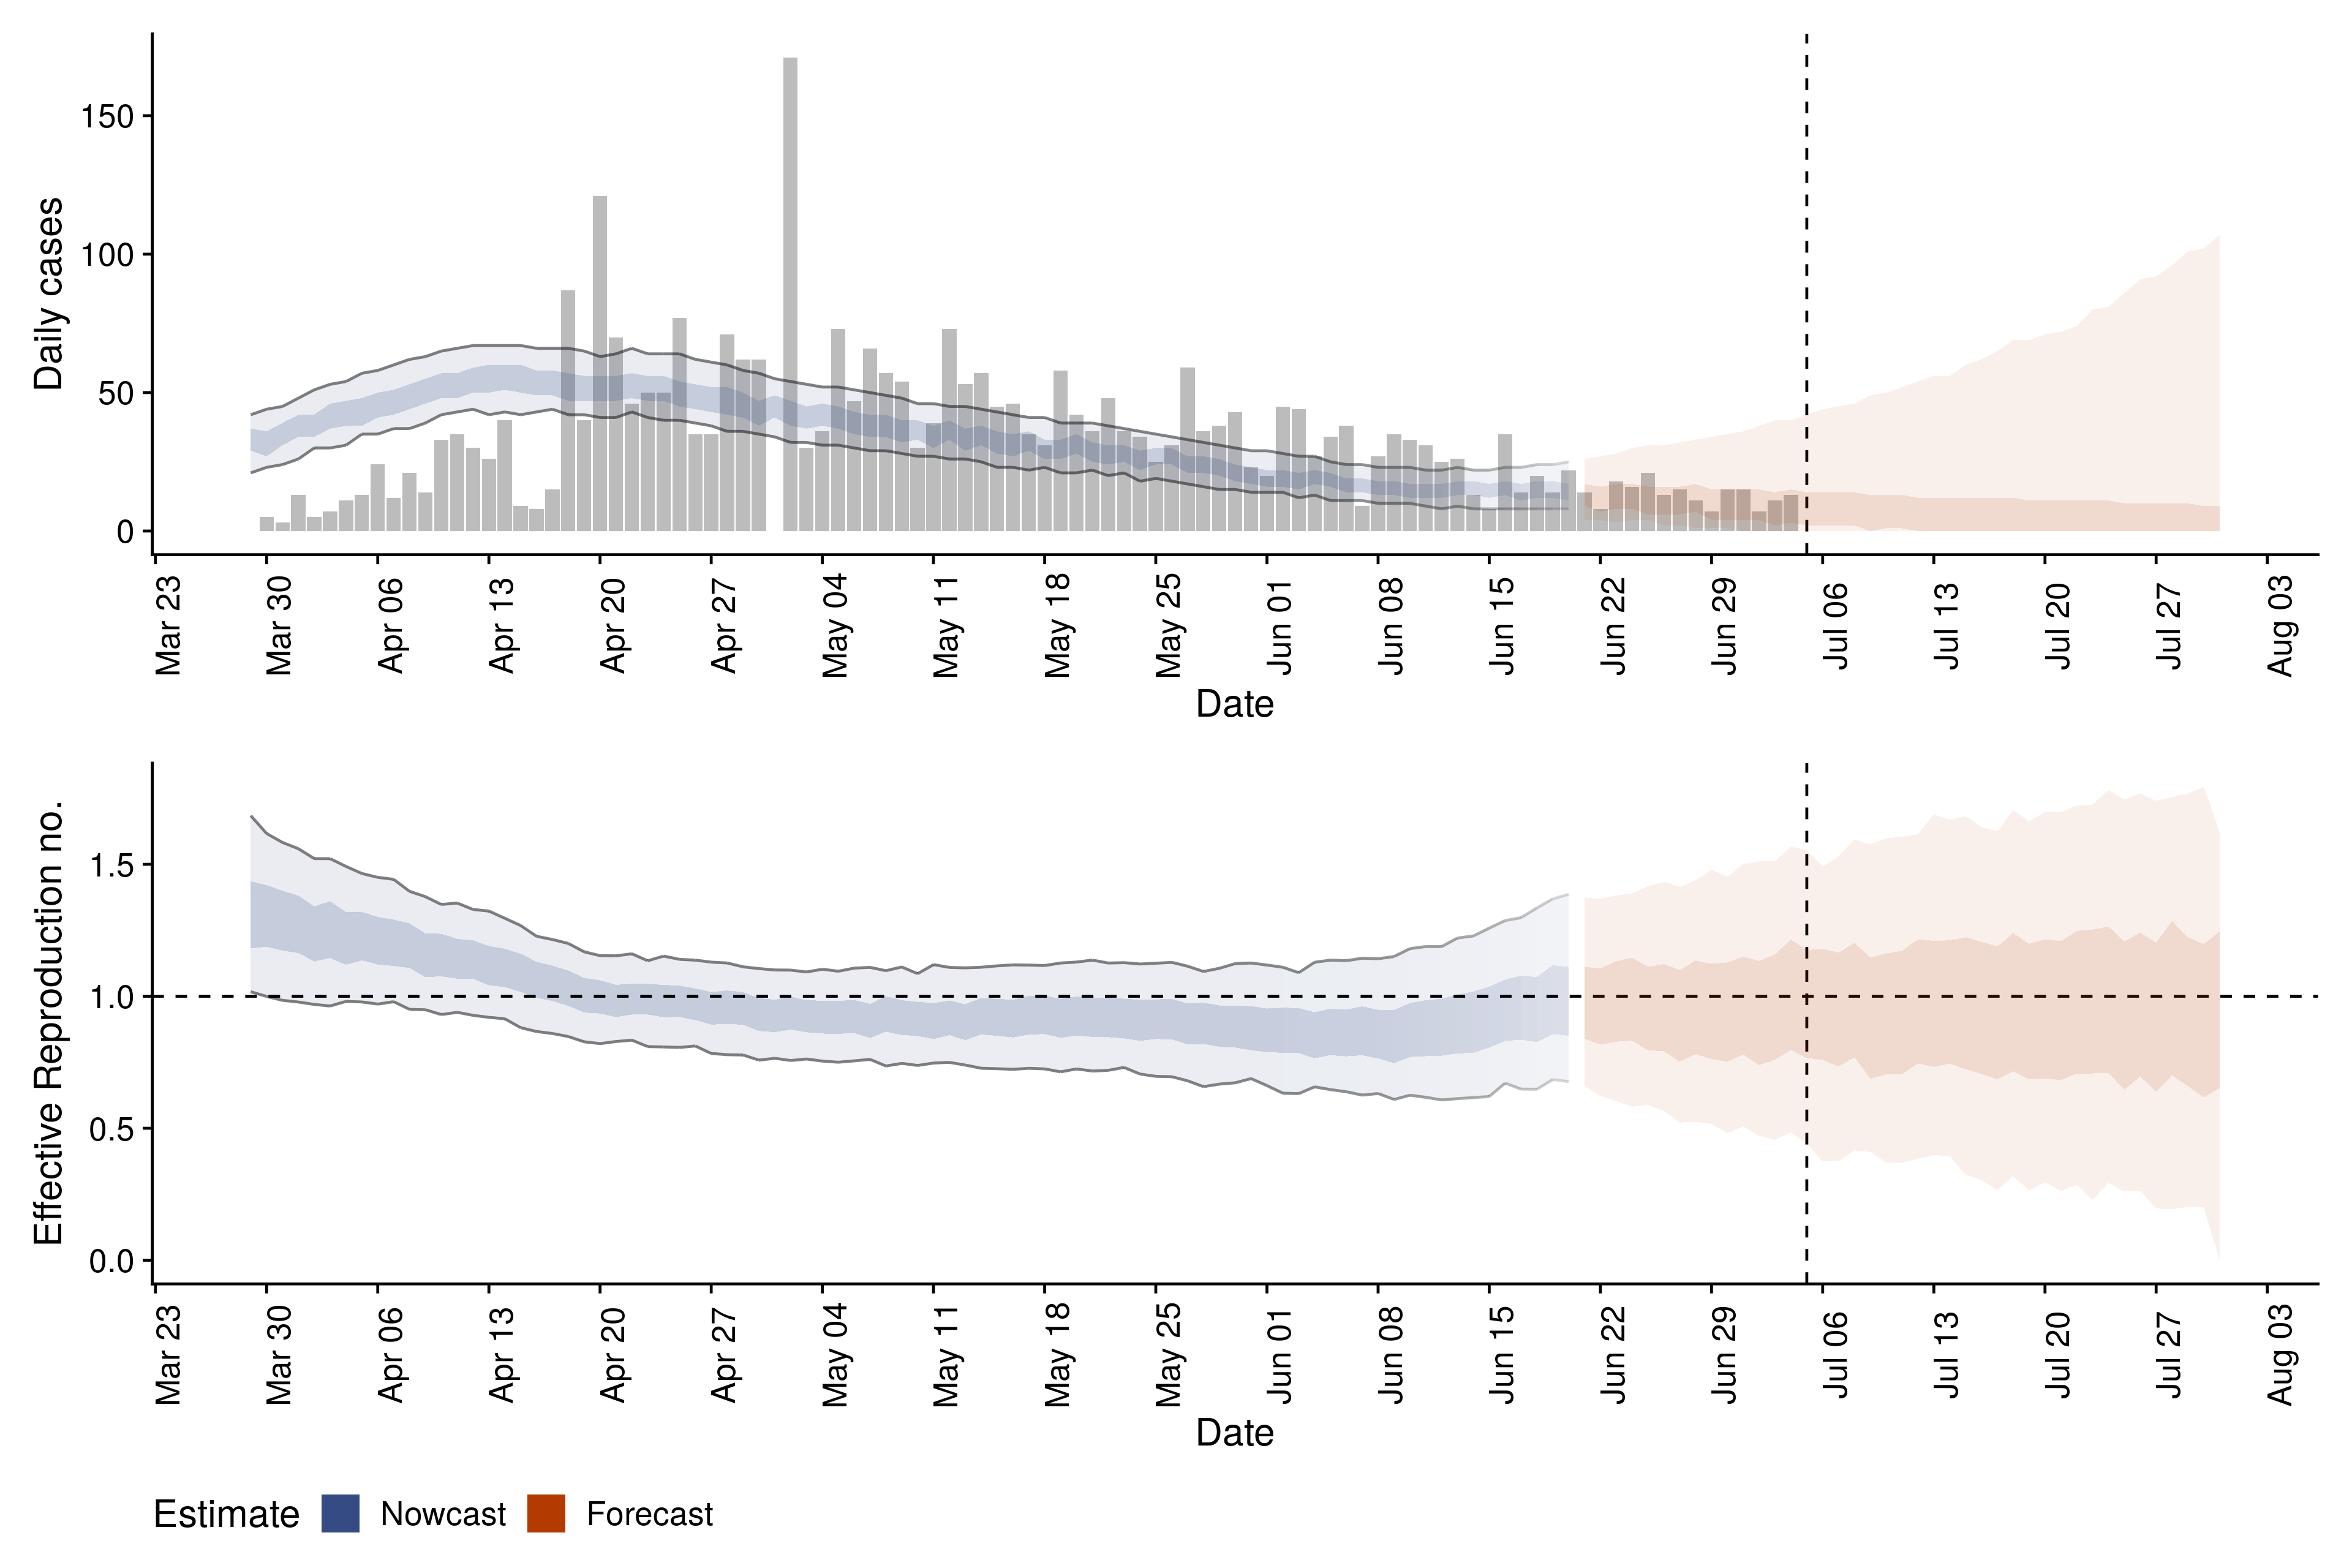 Daily cases
150
100
50
0
Mar 23
Mar 30
Apr 06
Apr 13
Apr 20
Apr 27
May 04
May 11
May 18
May 25
Jun 01
Jun 08
Jun 15
Jun 22
Jun 29
Jul 06
Jul 13
Jul 20
Jul 27
Aug 03
Date
Effective Reproduction no.
1.5
1.0
0.5
0.0
Mar 23
Mar 30
Apr 06
Apr 13
Apr 20
Apr 27
May 04
May 11
May 18
May 25
Jun 01
Jun 08
Jun 15
Jun 22
Jun 29
Jul 06
Jul 13
Jul 20
Jul 27
Aug 03
Date
Estimate Nowcast Forecast